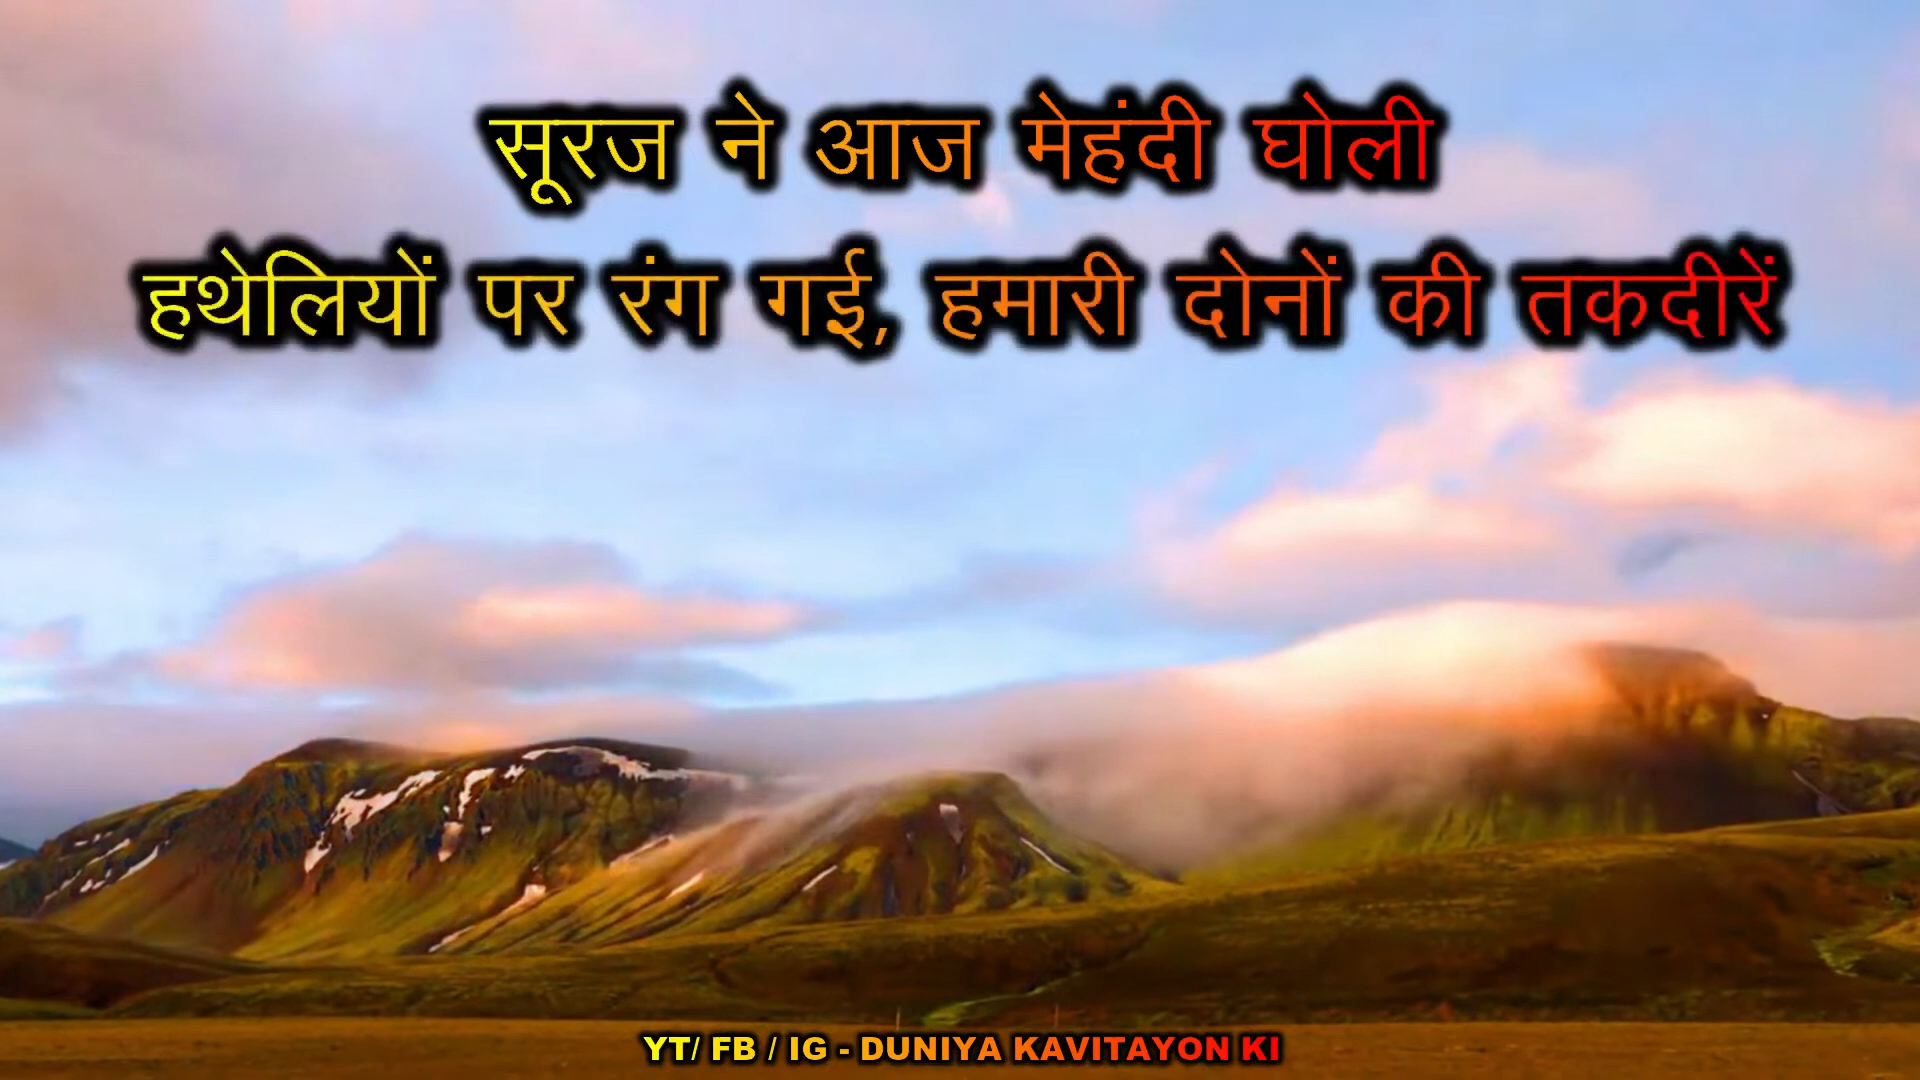 सूरज ने आज मेहंदी घोली
हथेलियों पर रंग गई, हमारी दोनों की तकदीरें
YT/ FB / IG - DUNIYA KAVITAYON KI